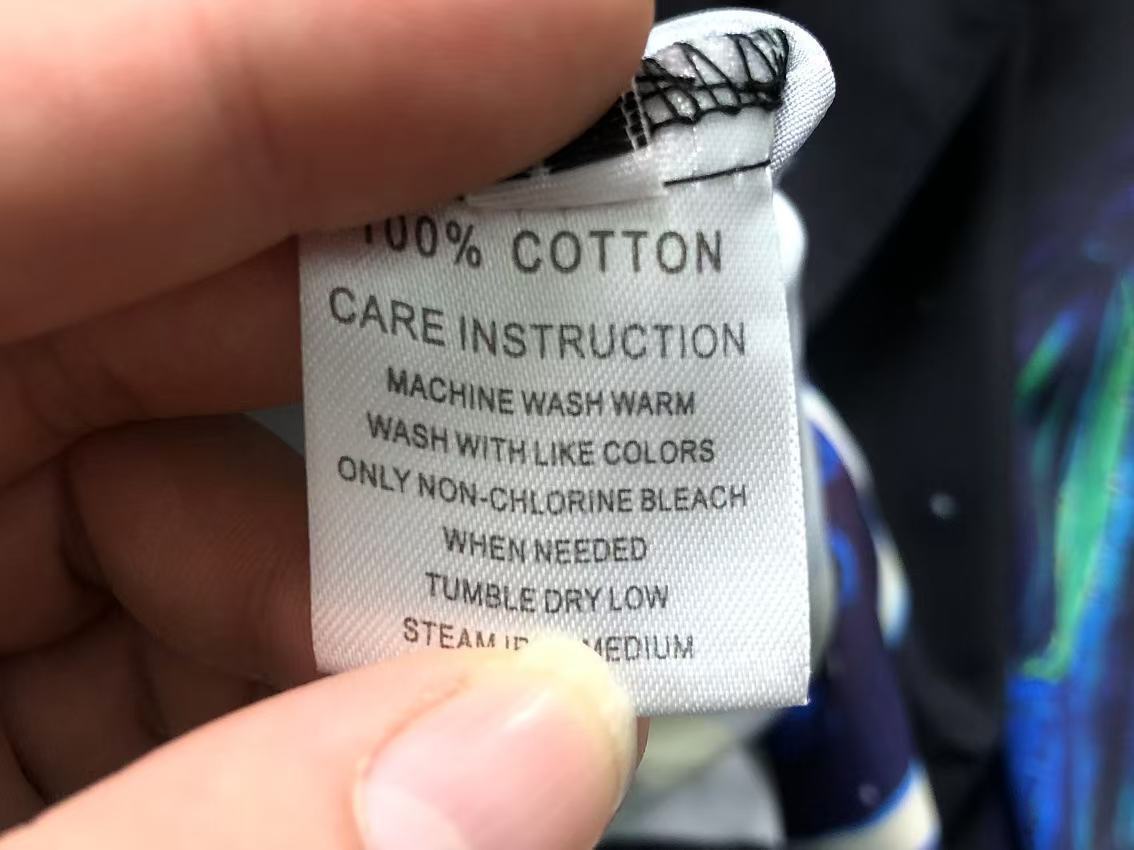 100% COTTON
CARE INSTRUCTION
MACHINE WASH WARM
WASH WITH LIKE COLORS
ONLY NON-CHLORINE BLEACH
WHEN NEEDED
TUMBLE DRY LOW
STEAM MEDIUM